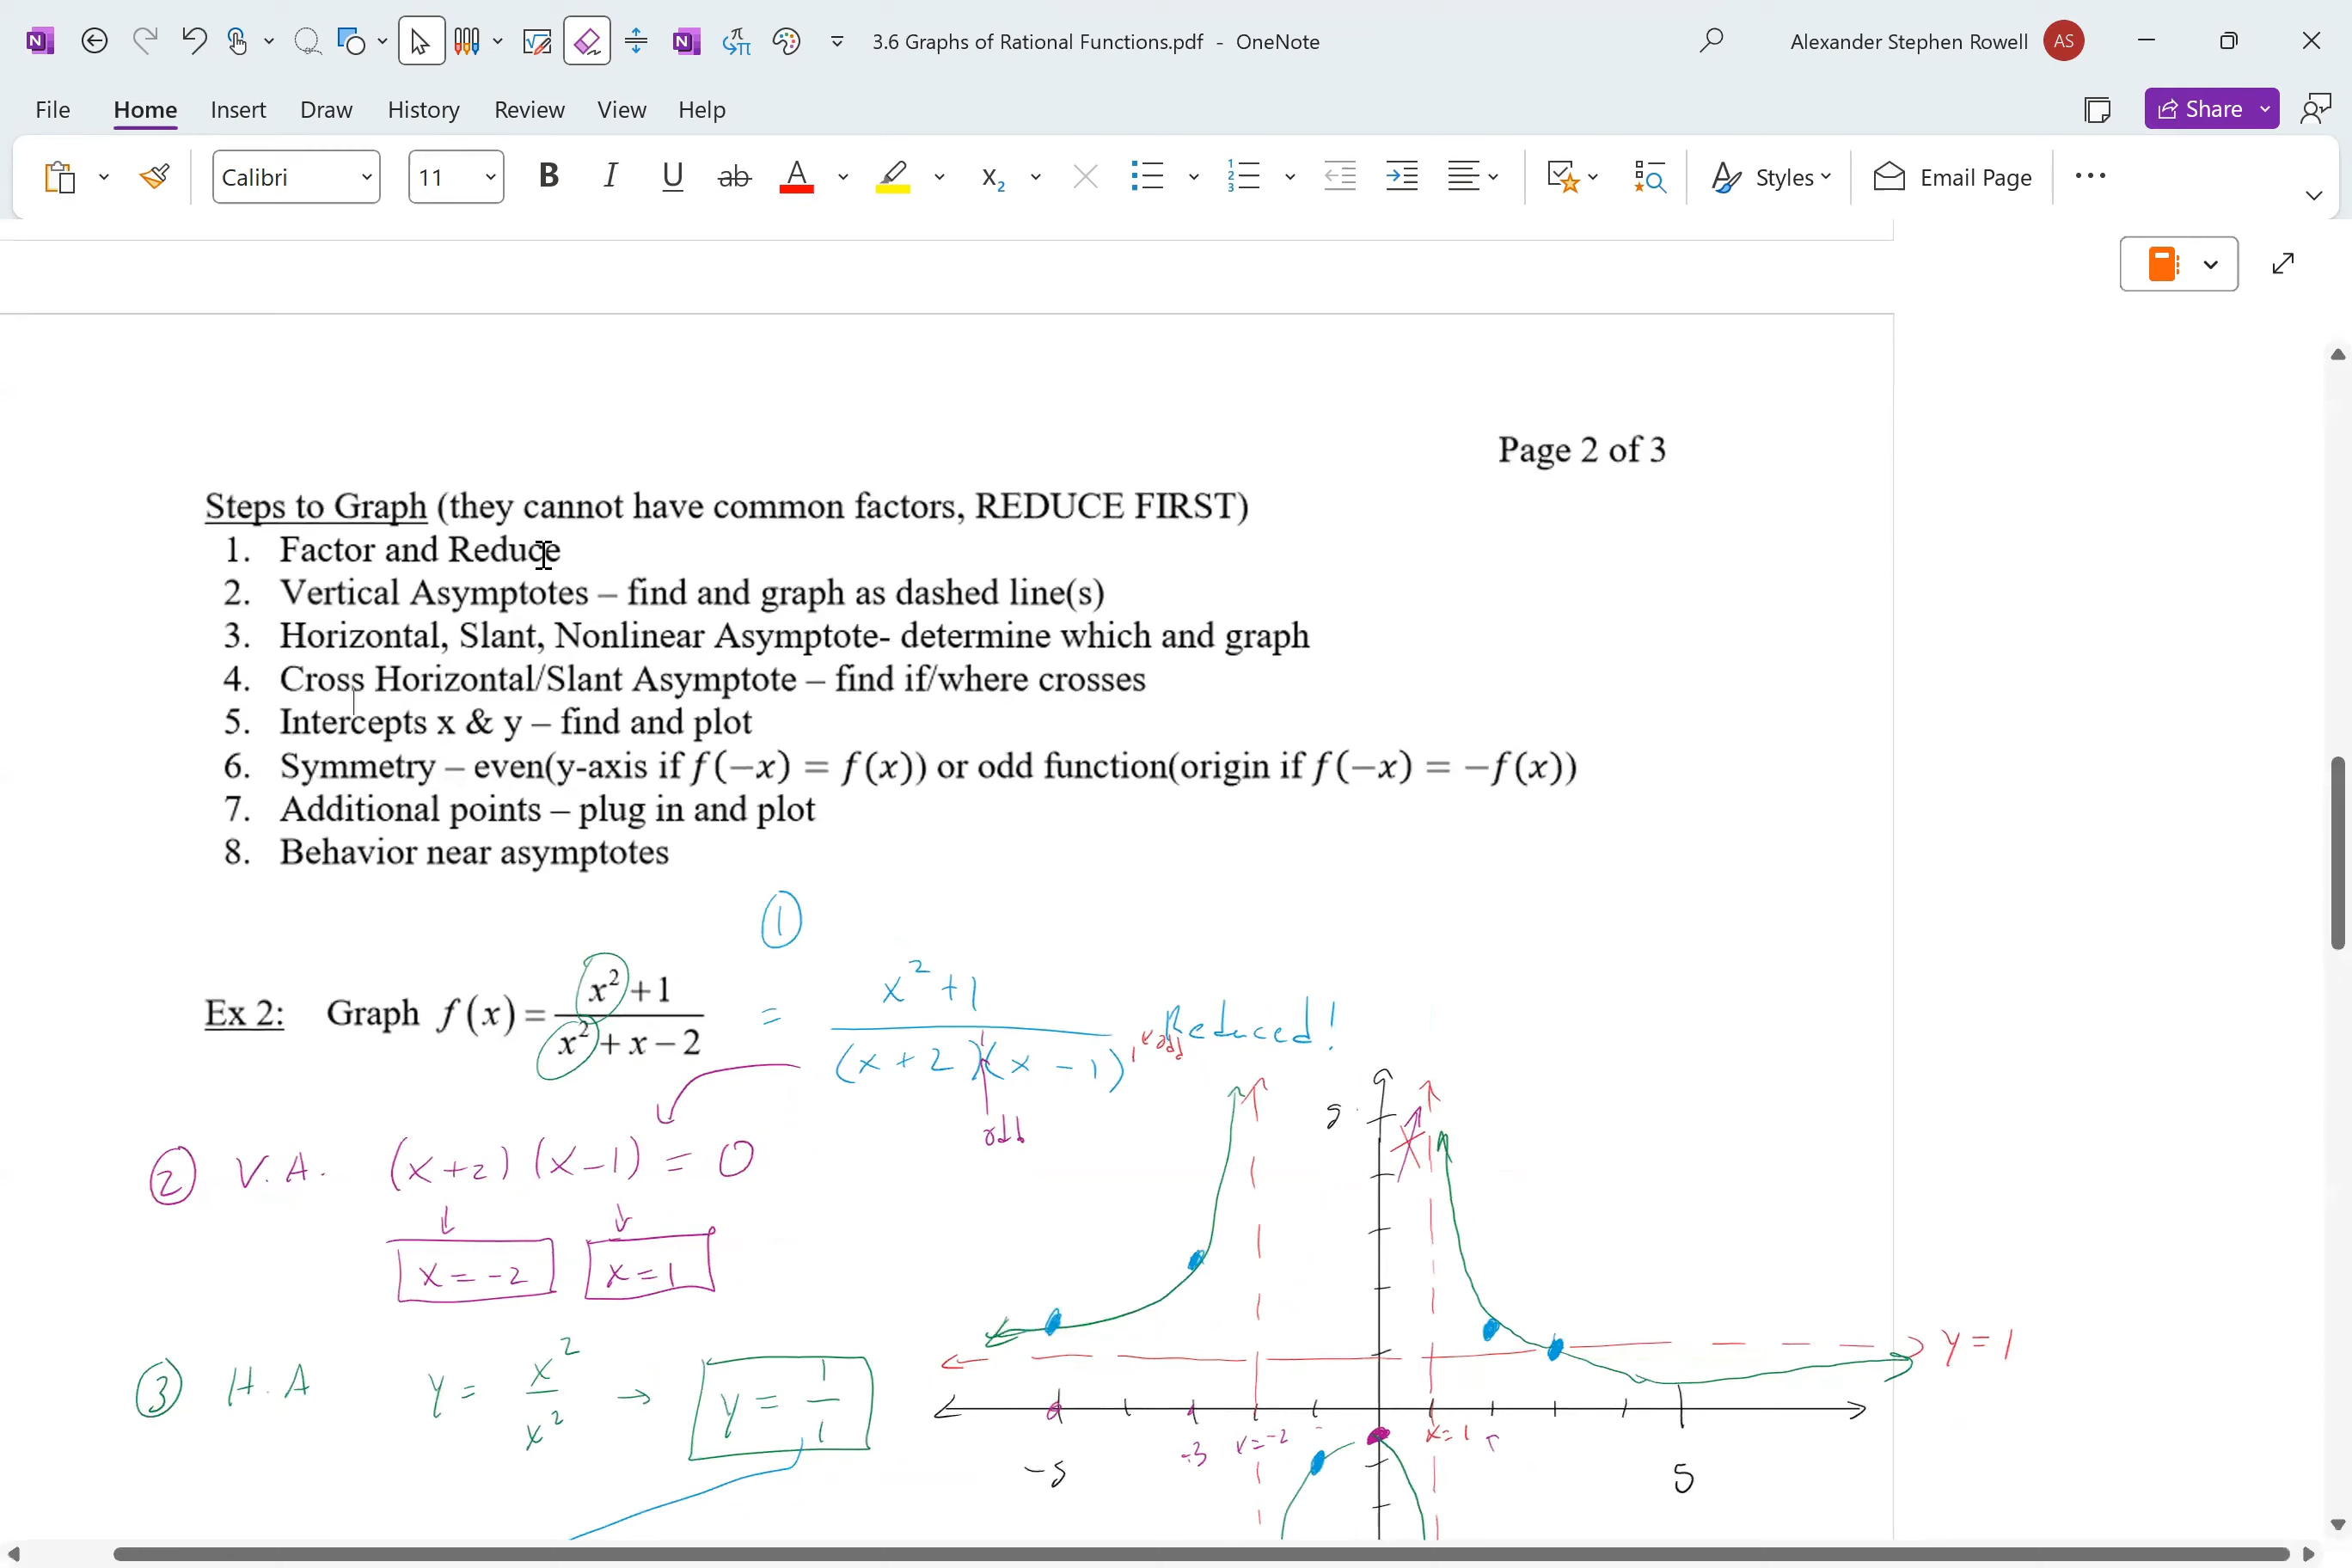 3.6 Graphs of Rational Functions.pdf - OneNote
Alexander Stephen Rowell AS
File Home Insert Draw History Review View Help
Share
Calibri 11 B I U ab A X₂ Styles Email Page
Page 2 of 3
Steps to Graph (they cannot have common factors, REDUCE FIRST)
1. Factor and Reduce
2. Vertical Asymptotes – find and graph as dashed line(s)
3. Horizontal, Slant, Nonlinear Asymptote- determine which and graph
4. Cross Horizontal/Slant Asymptote – find if/where crosses
5. Intercepts x & y – find and plot
6. Symmetry – even(y-axis if f(−x) = f(x)) or odd function(origin if f(−x) = −f(x))
7. Additional points – plug in and plot
8. Behavior near asymptotes
①
Ex 2: Graph f(x) = (x² + 1)/(x² + x − 2) = (x² + 1)/((x + 2)(x − 1)) Reduced!
1 odd
odd
② V.A. (x+2)(x−1) = 0
x = -2 x = 1
③ H.A y = x²/x² → y = 1/1
y = 1
-3 x=-2 x=1
-5 5